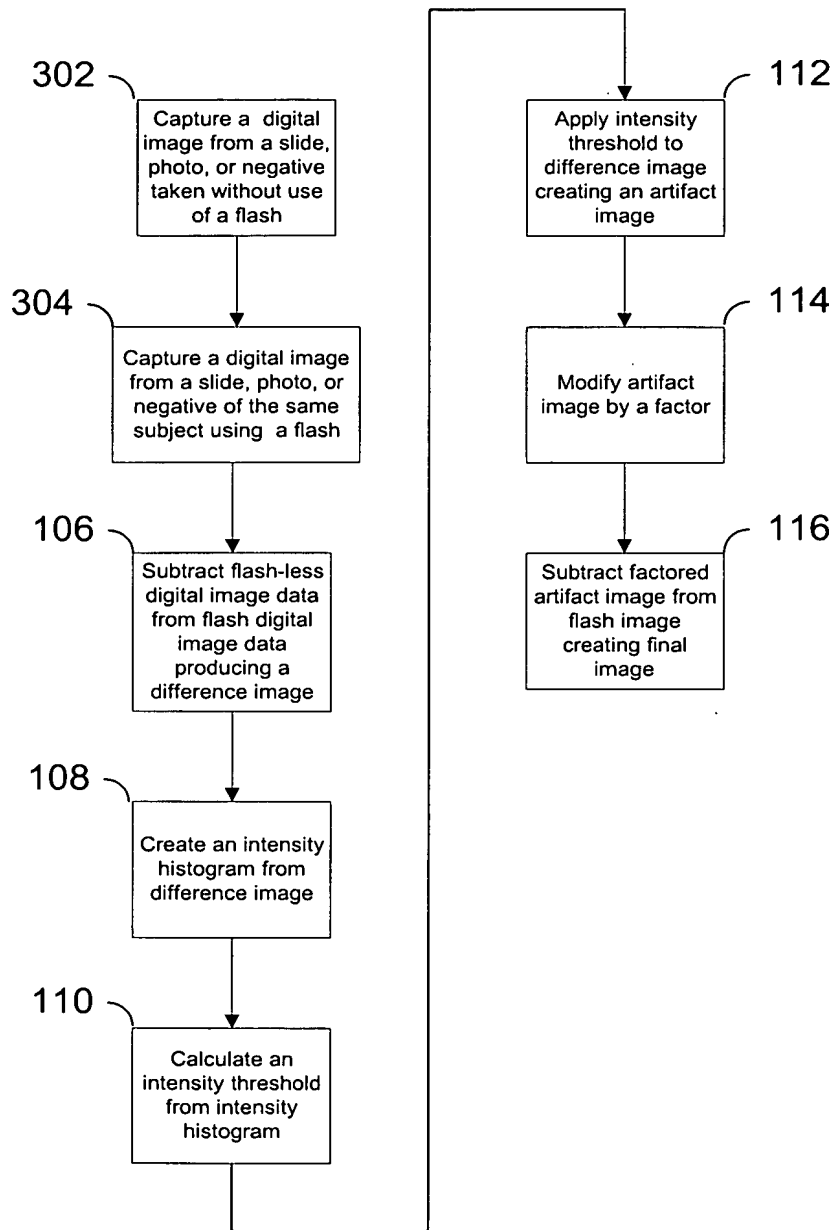 302
Capture a digital
image from a slide,
photo, or negative
taken without use
of a flash
304
Capture a digital image
from a slide, photo, or
negative of the same
subject using a flash
106
Subtract flash-less
digital image data
from flash digital
image data
producing a
difference image
108
Create an intensity
histogram from
difference image
110
Calculate an
intensity threshold
from intensity
histogram
112
Apply intensity
threshold to
difference image
creating an artifact
image
114
Modify artifact
image by a factor
116
Subtract factored
artifact image from
flash image
creating final
image